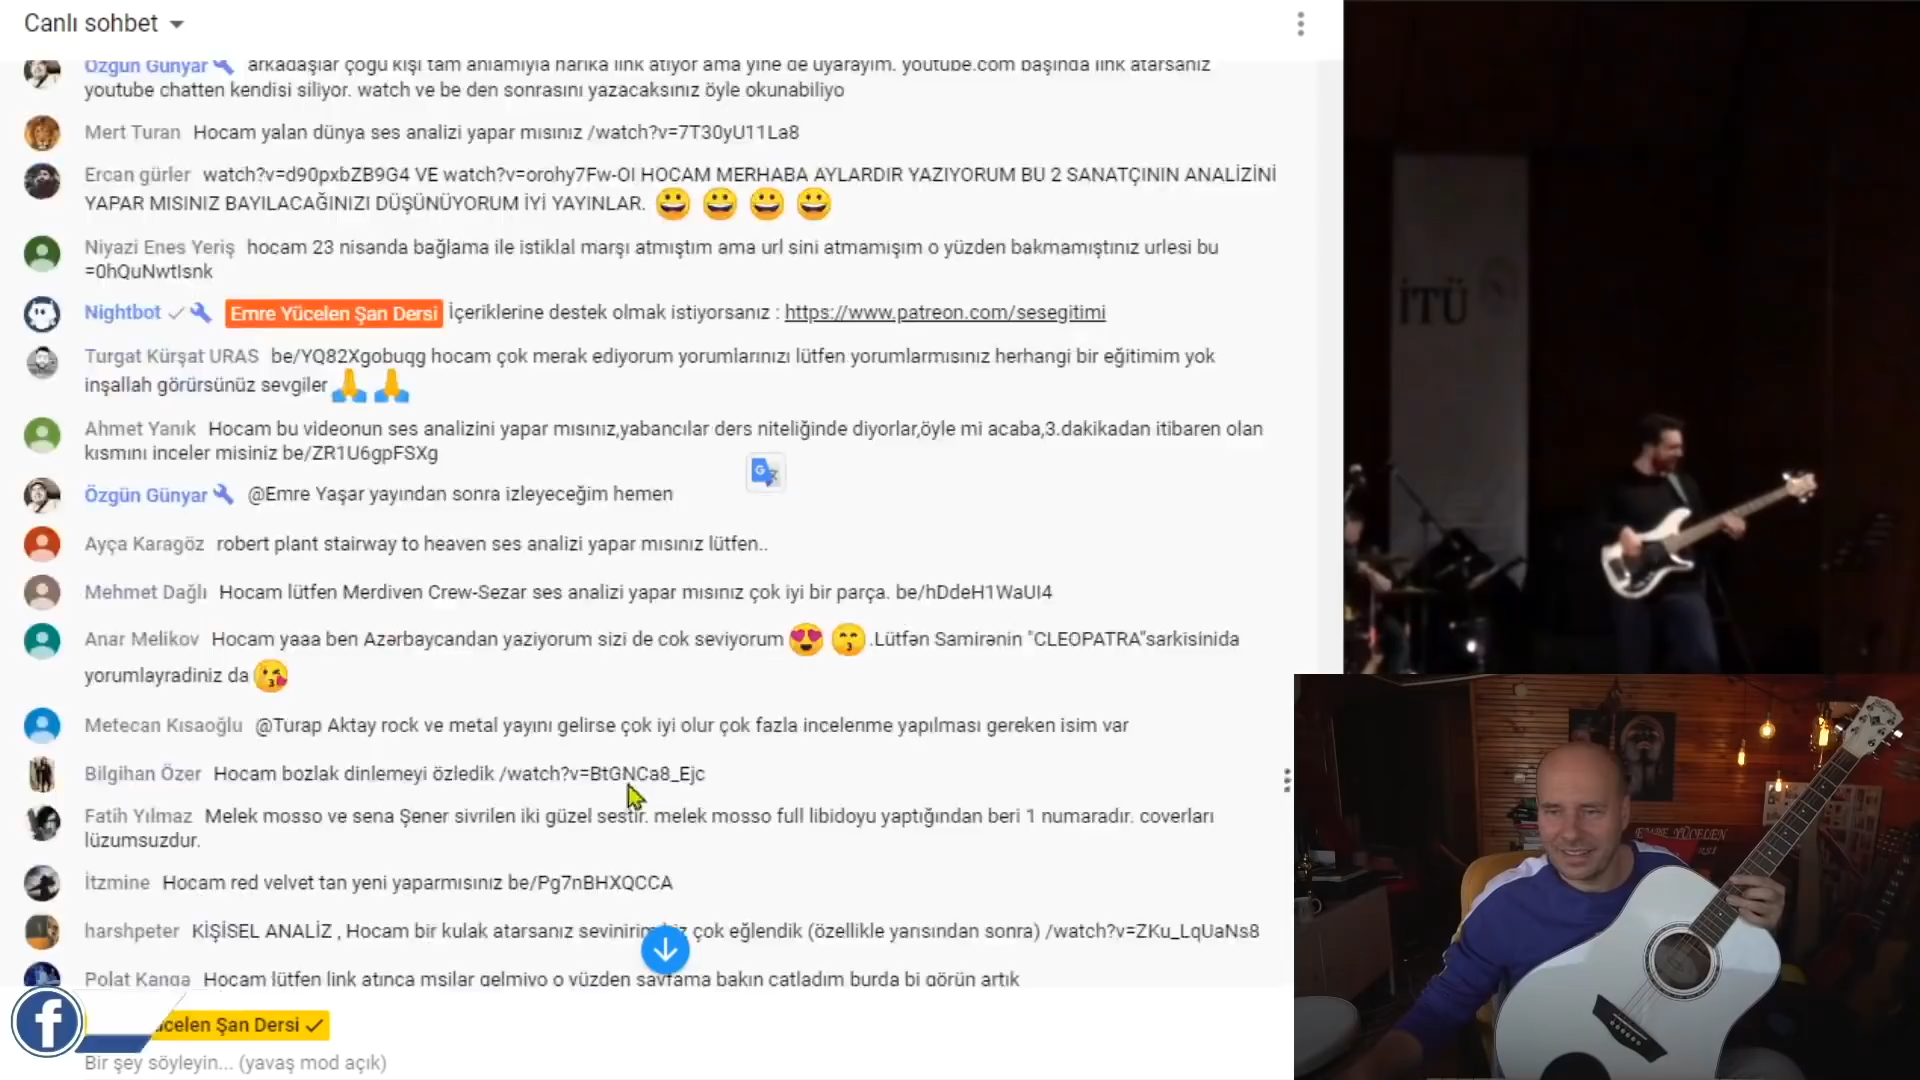 Canlı sohbet
Özgün Günyar arkadaşlar çoğu kişi tam anlamıyla harika link atıyor ama yine de uyarayım. youtube.com başında link atarsanız
youtube chatten kendisi siliyor. watch ve be den sonrasını yazacaksınız öyle okunabiliyo
Mert Turan Hocam yalan dünya ses analizi yapar mısınız /watch?v=7T30yU11La8
Ercan gürler watch?v=d90pxbZB9G4 VE watch?v=orohy7Fw-OI HOCAM MERHABA AYLARDIR YAZIYORUM BU 2 SANATÇININ ANALİZİNİ
YAPAR MISINIZ BAYILACAĞINIZI DÜŞÜNÜYORUM İYİ YAYINLAR. 😀 😀 😀 😀
Niyazi Enes Yeriş hocam 23 nisanda bağlama ile istiklal marşı atmıştım ama url sini atmamışım o yüzden bakmamıştınız urlesi bu
=0hQuNwtIsnk
Nightbot Emre Yücelen Şan Dersi İçeriklerine destek olmak istiyorsanız : https://www.patreon.com/sesegitimi
Turgat Kürşat URAS be/YQ82Xgobuqg hocam çok merak ediyorum yorumlarınızı lütfen yorumlarmısınız herhangi bir eğitimim yok
inşallah görürsünüz sevgiler 🙏 🙏
Ahmet Yanık Hocam bu videonun ses analizini yapar mısınız,yabancılar ders niteliğinde diyorlar,öyle mi acaba,3.dakikadan itibaren olan
kısmını inceler misiniz be/ZR1U6gpFSXg
Özgün Günyar @Emre Yaşar yayından sonra izleyeceğim hemen
Ayça Karagöz robert plant stairway to heaven ses analizi yapar mısınız lütfen..
Mehmet Dağlı Hocam lütfen Merdiven Crew-Sezar ses analizi yapar mısınız çok iyi bir parça. be/hDdeH1WaUI4
Anar Melikov Hocam yaaa ben Azərbaycandan yaziyorum sizi de cok seviyorum 😍 😙 .Lütfən Samirənin "CLEOPATRA"sarkisinida
yorumlayradiniz da 😘
Metecan Kısaoğlu @Turap Aktay rock ve metal yayını gelirse çok iyi olur çok fazla incelenme yapılması gereken isim var
Bilgihan Özer Hocam bozlak dinlemeyi özledik /watch?v=BtGNCa8_Ejc
Fatih Yılmaz Melek mosso ve sena Şener sivrilen iki güzel sestir. melek mosso full libidoyu yaptığından beri 1 numaradır. coverları
lüzumsuzdur.
İtzmine Hocam red velvet tan yeni yaparmısınız be/Pg7nBHXQCCA
harshpeter KİŞİSEL ANALİZ , Hocam bir kulak atarsanız sevinirim biz çok eğlendik (özellikle yarısından sonra) /watch?v=ZKu_LqUaNs8
Polat Kanga Hocam lütfen link atınca msjlar gelmiyo o yüzden sayfama bakın çatladım burda bi görün artık
ücelen Şan Dersi
Bir şey söyleyin... (yavaş mod açık)
İTÜ
EMRE YÜCELEN